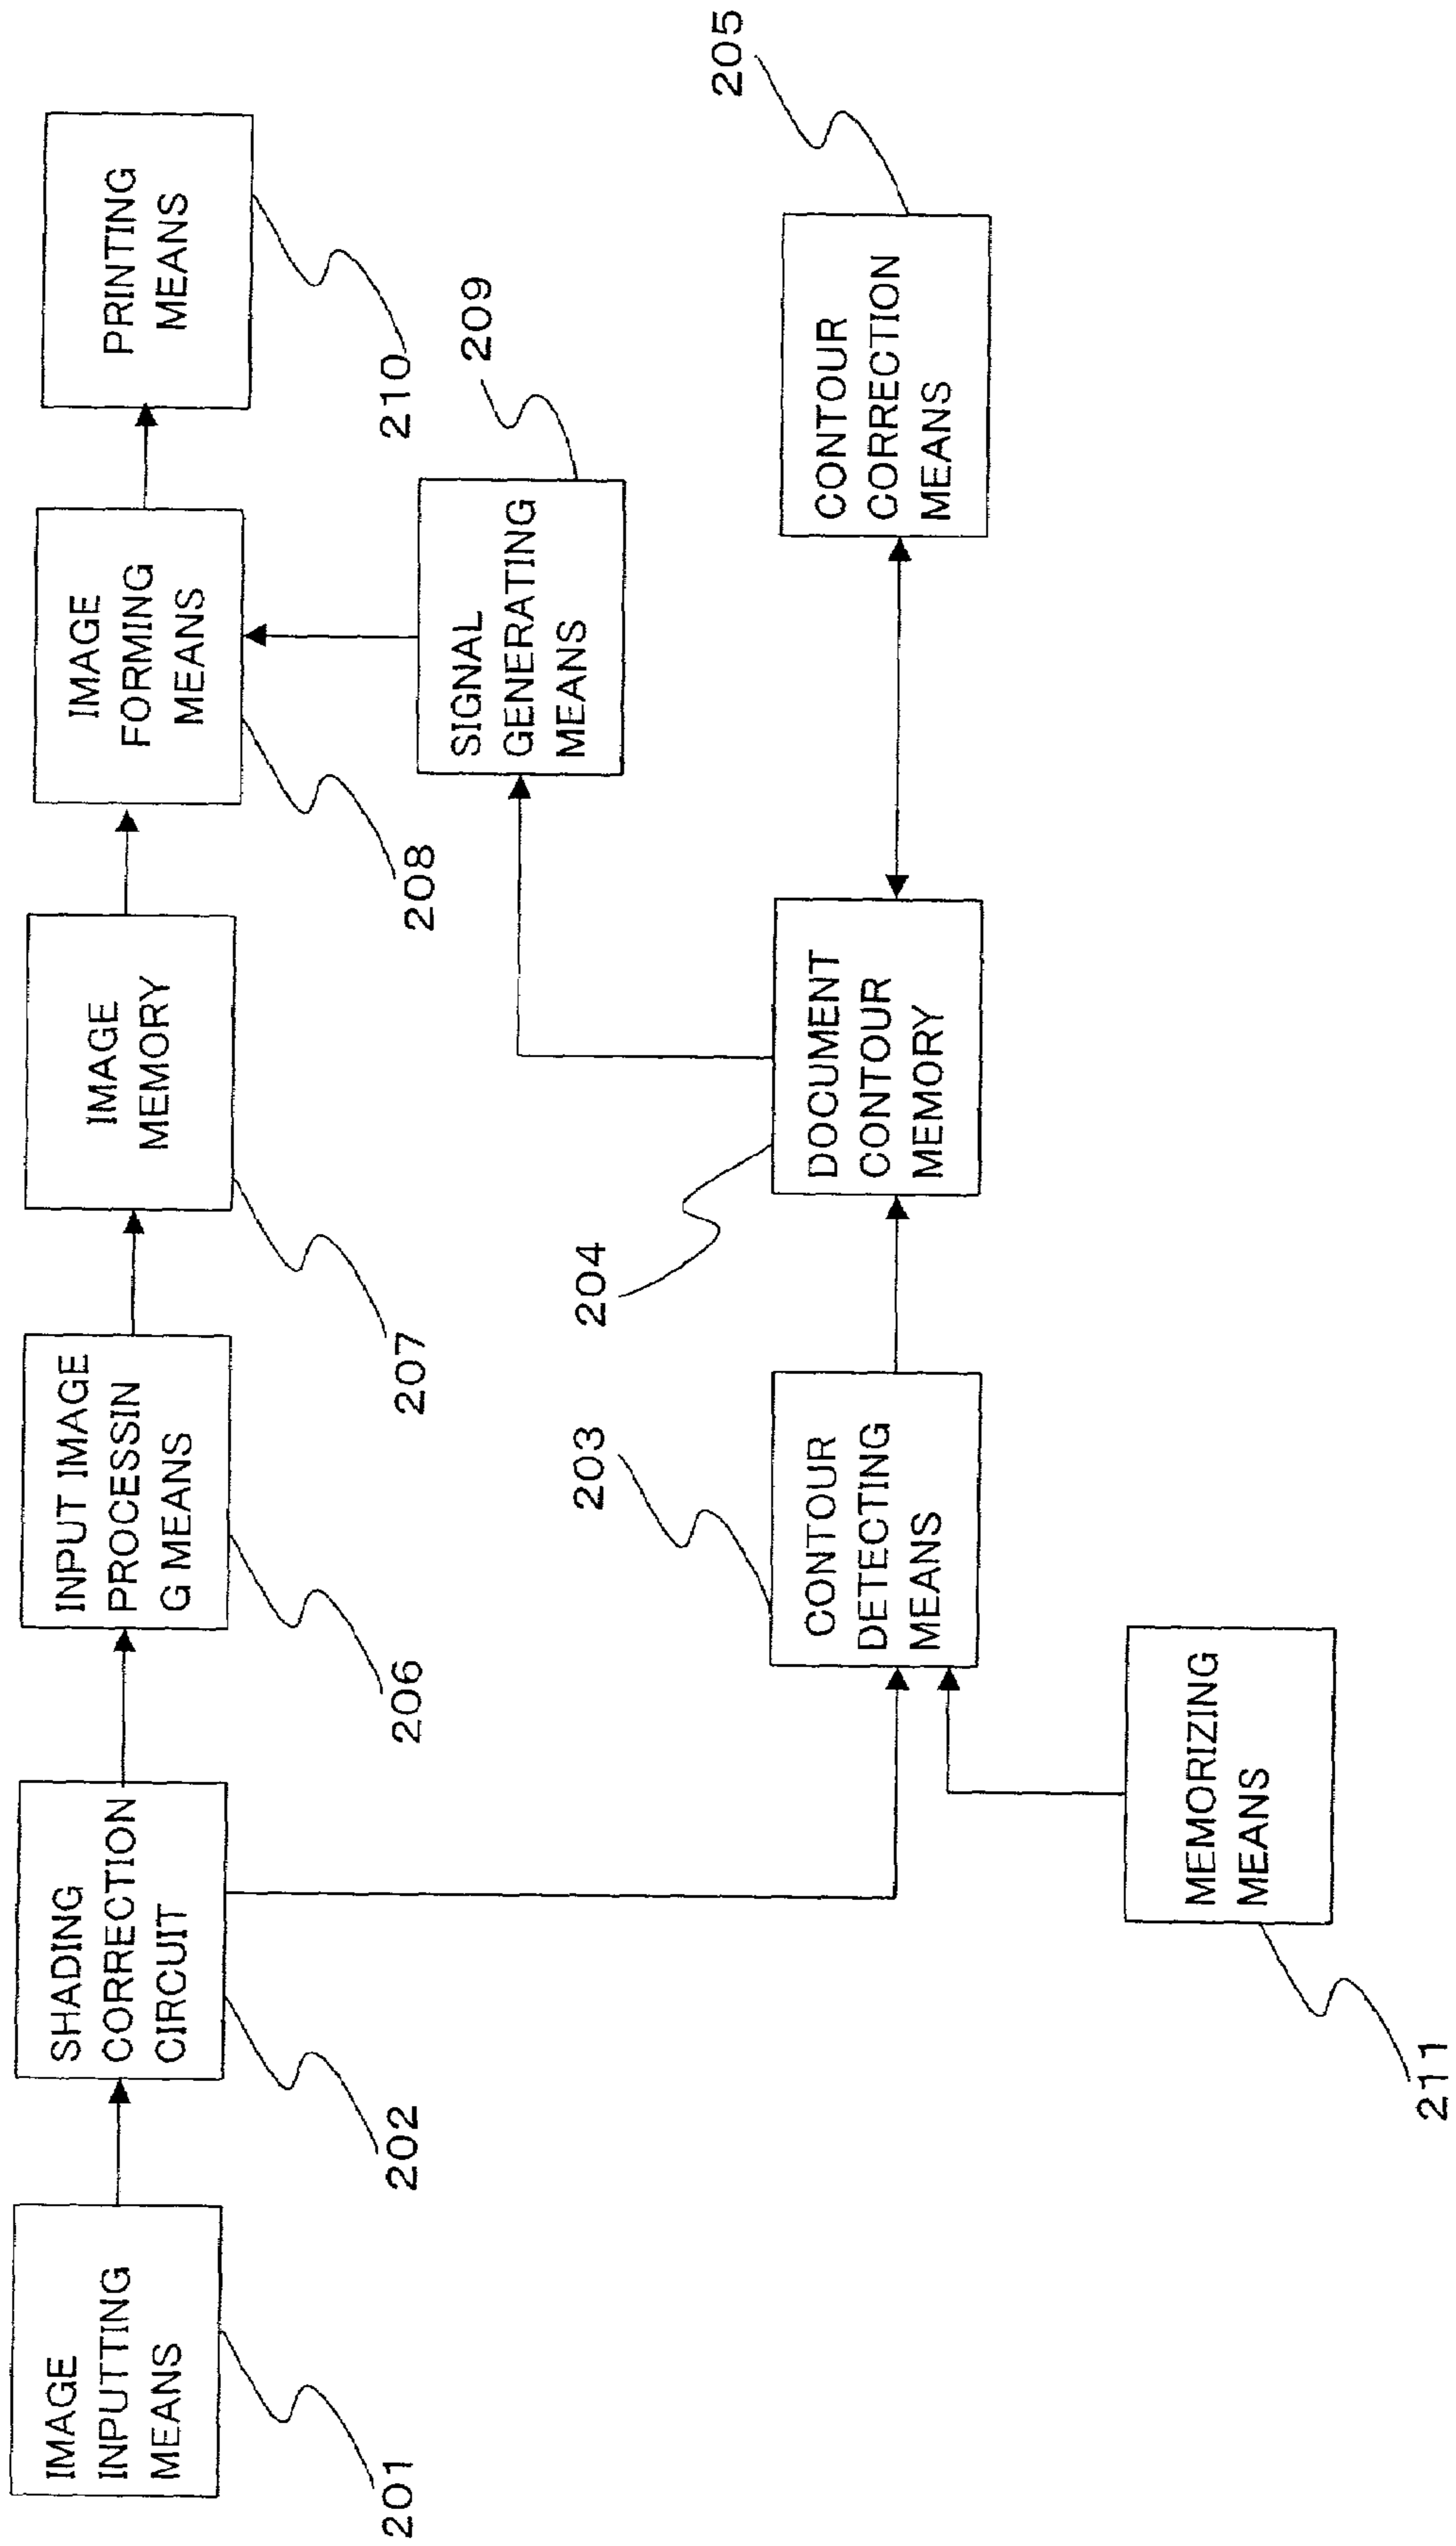 IMAGE
INPUTTING
MEANS
201
SHADING
CORRECTION
CIRCUIT
202
INPUT IMAGE
PROCESSIN
G MEANS
206
IMAGE
MEMORY
207
IMAGE
FORMING
MEANS
208
PRINTING
MEANS
210
SIGNAL
GENERATING
MEANS
209
CONTOUR
DETECTING
MEANS
203
DOCUMENT
CONTOUR
MEMORY
204
CONTOUR
CORRECTION
MEANS
205
MEMORIZING
MEANS
211